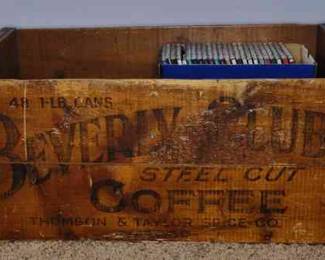 48 1-LB. CANS
BEVERLY CLUB
STEEL CUT
COFFEE
THOMSON & TAYLOR SPICE CO.